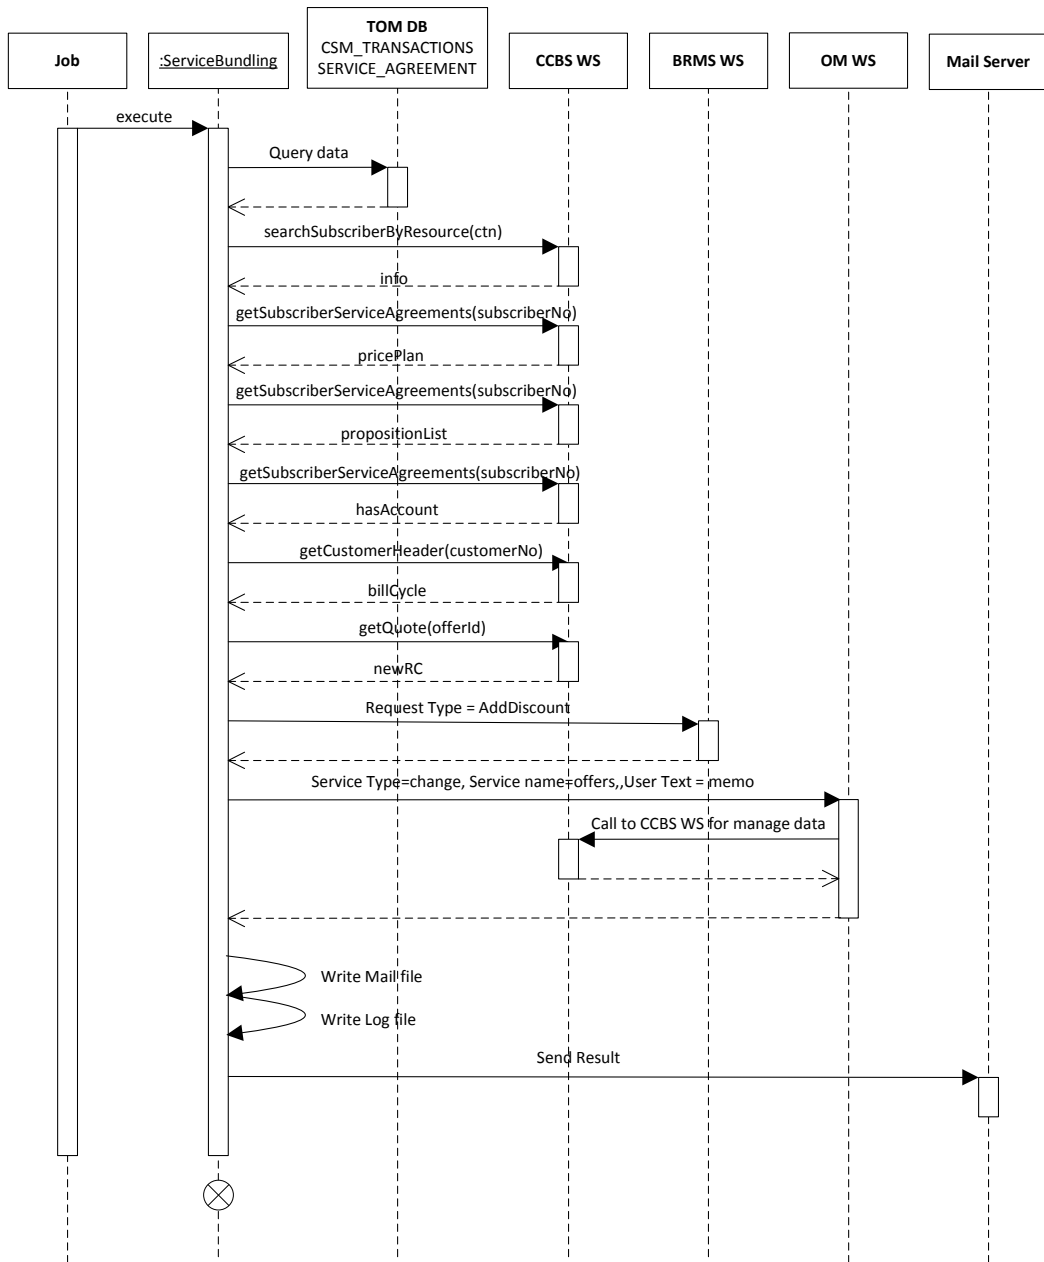 Job
:ServiceBundling
TOM DB
CSM_TRANSACTIONS
SERVICE_AGREEMENT
CCBS WS
BRMS WS
OM WS
Mail Server
execute
Query data
searchSubscriberByResource(ctn)
info
getSubscriberServiceAgreements(subscriberNo)
pricePlan
getSubscriberServiceAgreements(subscriberNo)
propositionList
getSubscriberServiceAgreements(subscriberNo)
hasAccount
getCustomerHeader(customerNo)
billCycle
getQuote(offerId)
newRC
Request Type = AddDiscount
Service Type=change, Service name=offers,,User Text = memo
Call to CCBS WS for manage data
Write Mail file
Write Log file
Send Result